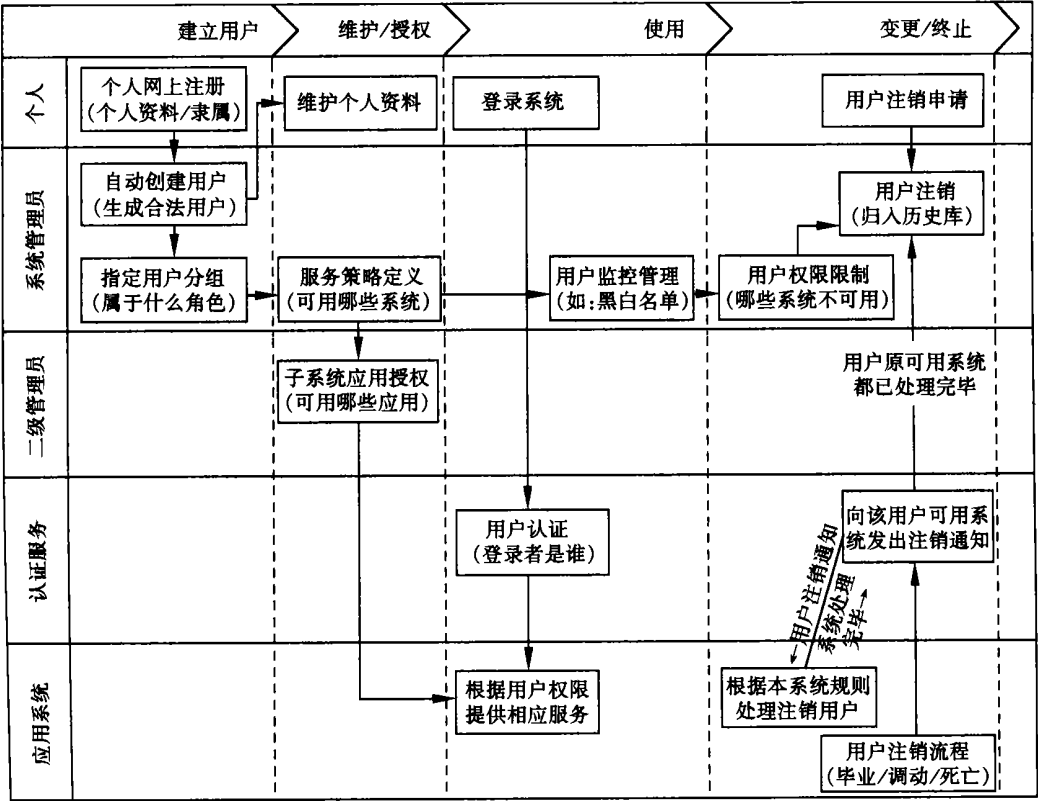 建立用户
维护/授权
使用
变更/终止
个人
个人网上注册
(个人资料/隶属)
维护个人资料
登录系统
用户注销申请
系统管理员
自动创建用户
(生成合法用户)
用户注销
(归入历史库)
指定用户分组
(属于什么角色)
服务策略定义
(可用哪些系统)
用户监控管理
(如:黑白名单)
用户权限限制
(哪些系统不可用)
二级管理员
子系统应用授权
(可用哪些应用)
用户原可用系统
都已处理完毕
认证服务
用户认证
(登录者是谁)
向该用户可用系
统发出注销通知
用户注销通知
系统处理
完毕
应用系统
根据用户权限
提供相应服务
根据本系统规则
处理注销用户
用户注销流程
(毕业/调动/死亡)